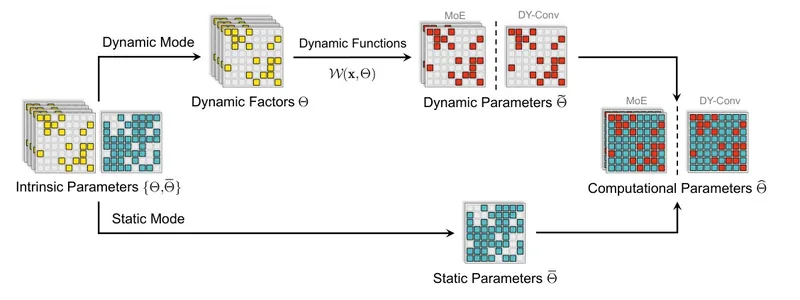 MoE
DY-Conv
Dynamic Mode
Dynamic Functions
𝒲(x,Θ)
Dynamic Factors Θ
Dynamic Parameters Θ̃
MoE
DY-Conv
Intrinsic Parameters {Θ,Θ̅}
Computational Parameters Θ̂
Static Mode
Static Parameters Θ̅